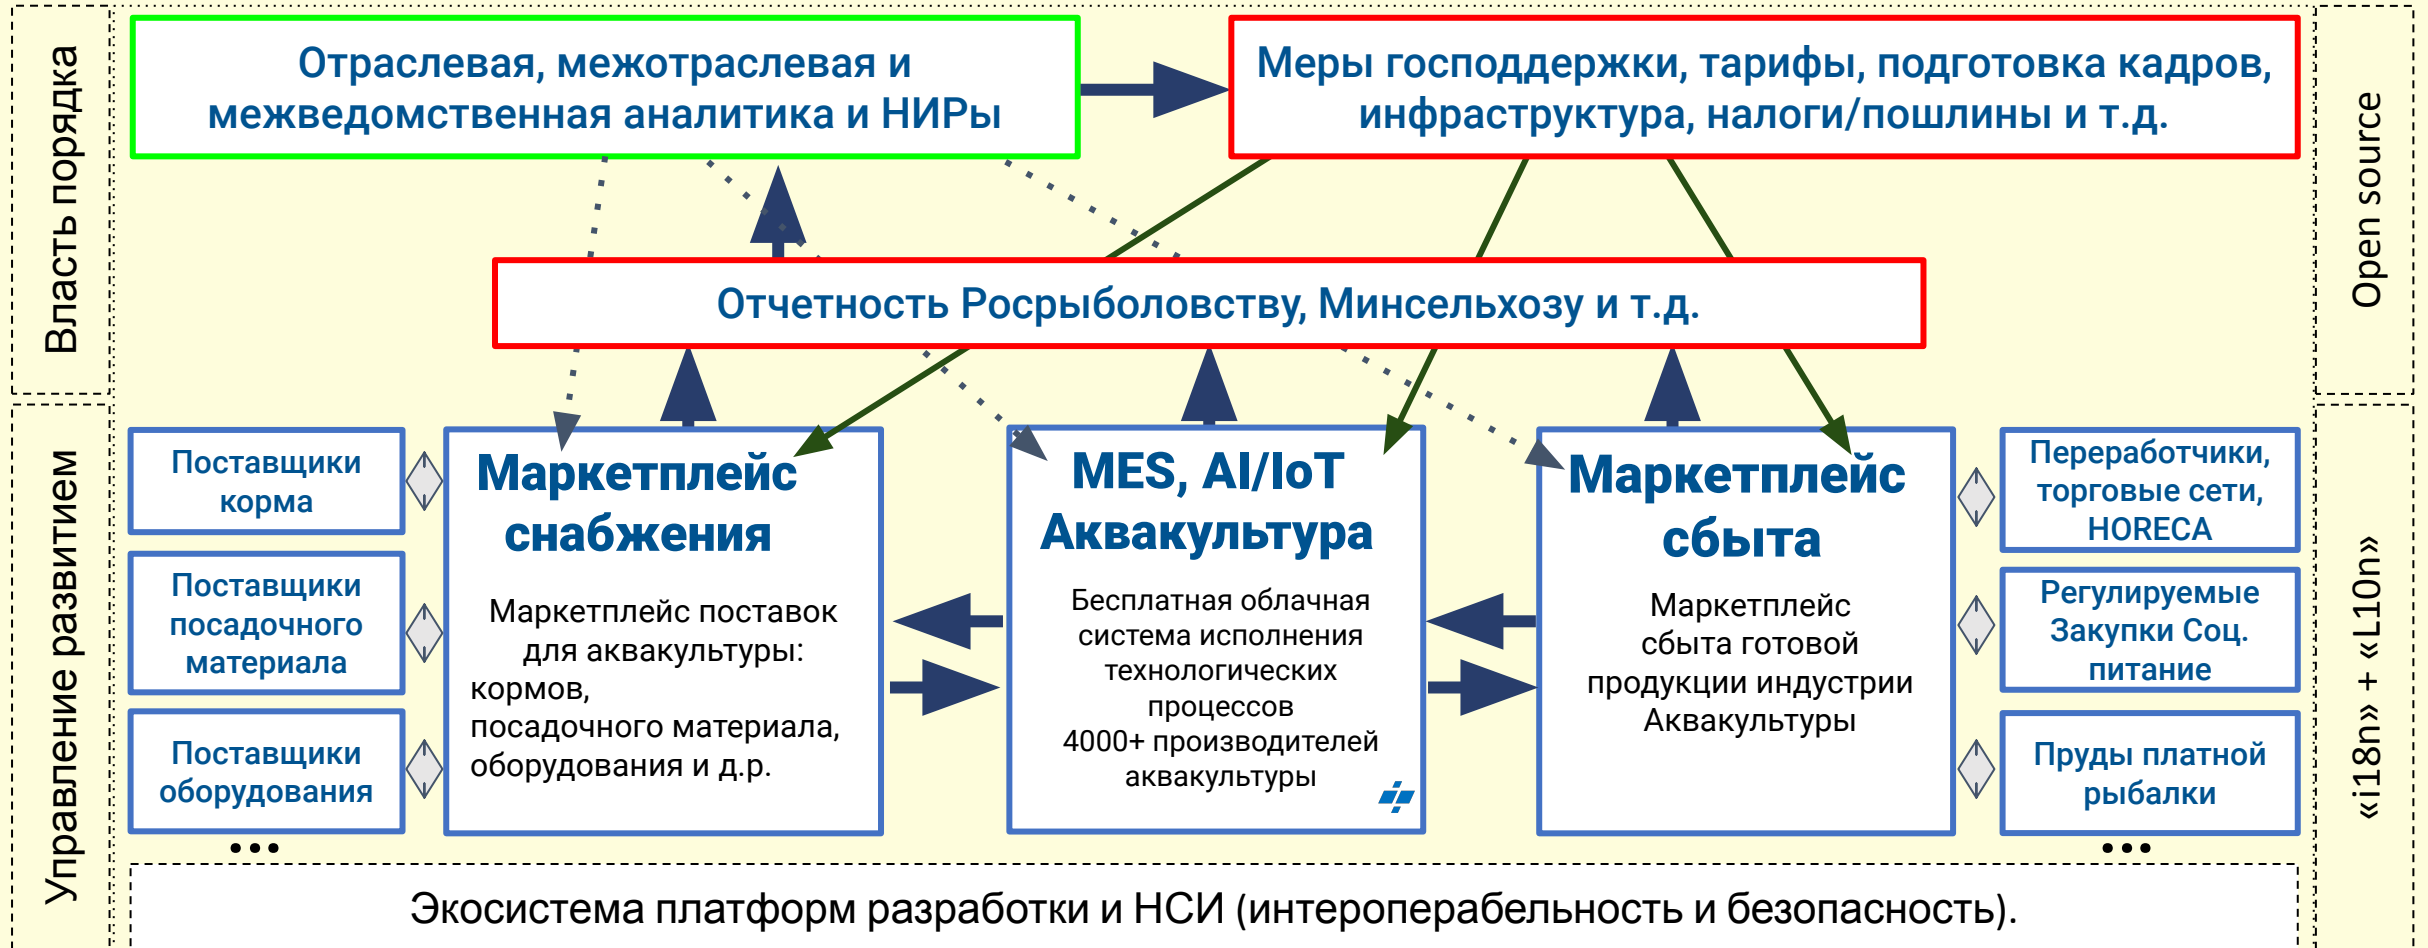 Власть порядка
Управление развитием
Отраслевая, межотраслевая и
межведомственная аналитика и НИРы
Меры господдержки, тарифы, подготовка кадров,
инфраструктура, налоги/пошлины и т.д.
Отчетность Росрыболовству, Минсельхозу и т.д.
Поставщики
корма
Поставщики
посадочного
материала
Поставщики
оборудования
...
Маркетплейс
снабжения
Маркетплейс поставок
для аквакультуры:
кормов,
посадочного материала,
оборудования и д.р.
MES, AI/IoT
Аквакультура
Бесплатная облачная
система исполнения
технологических
процессов
4000+ производителей
аквакультуры
Маркетплейс
сбыта
Маркетплейс
сбыта готовой
продукции индустрии
Аквакультуры
Переработчики,
торговые сети,
HORECA
Регулируемые
Закупки Соц.
питание
Пруды платной
рыбалки
...
Экосистема платформ разработки и НСИ (интероперабельность и безопасность).
Open source
«i18n» + «L10n»